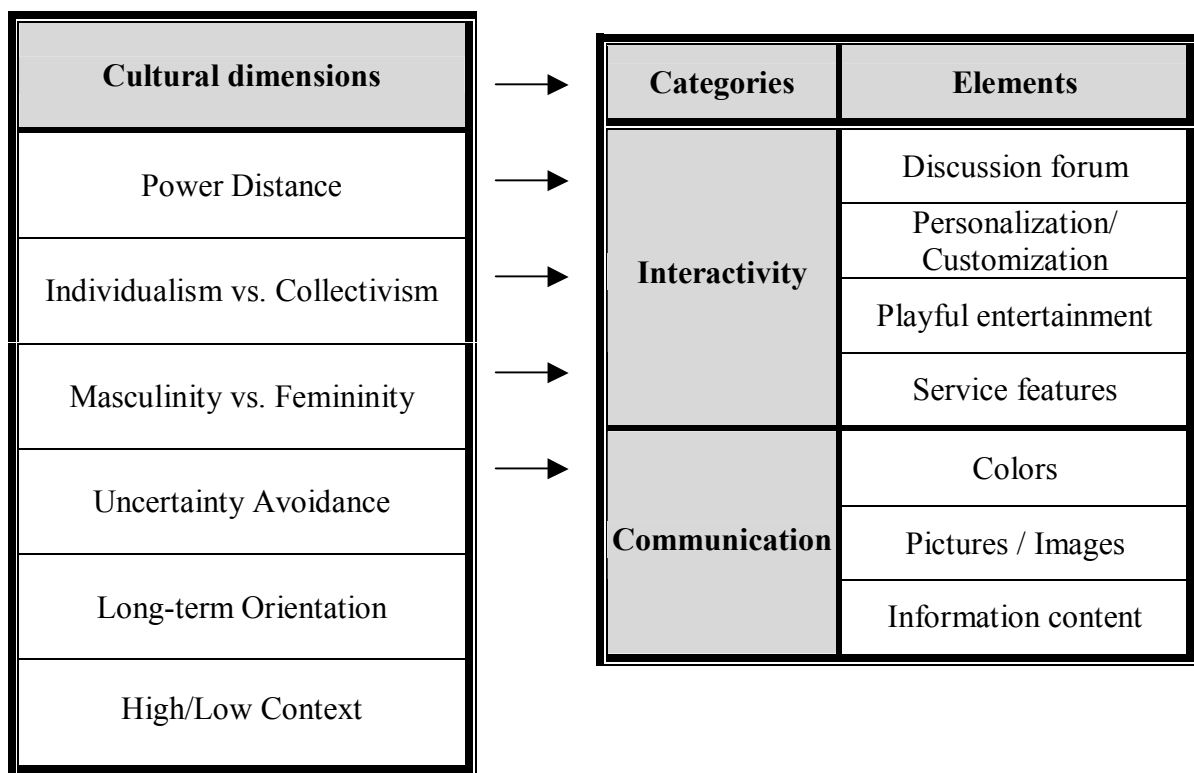 Cultural dimensions
Power Distance
Individualism vs. Collectivism
Masculinity vs. Femininity
Uncertainty Avoidance
Long-term Orientation
High/Low Context
Categories
Elements
Interactivity
Discussion forum
Personalization/
Customization
Playful entertainment
Service features
Communication
Colors
Pictures / Images
Information content